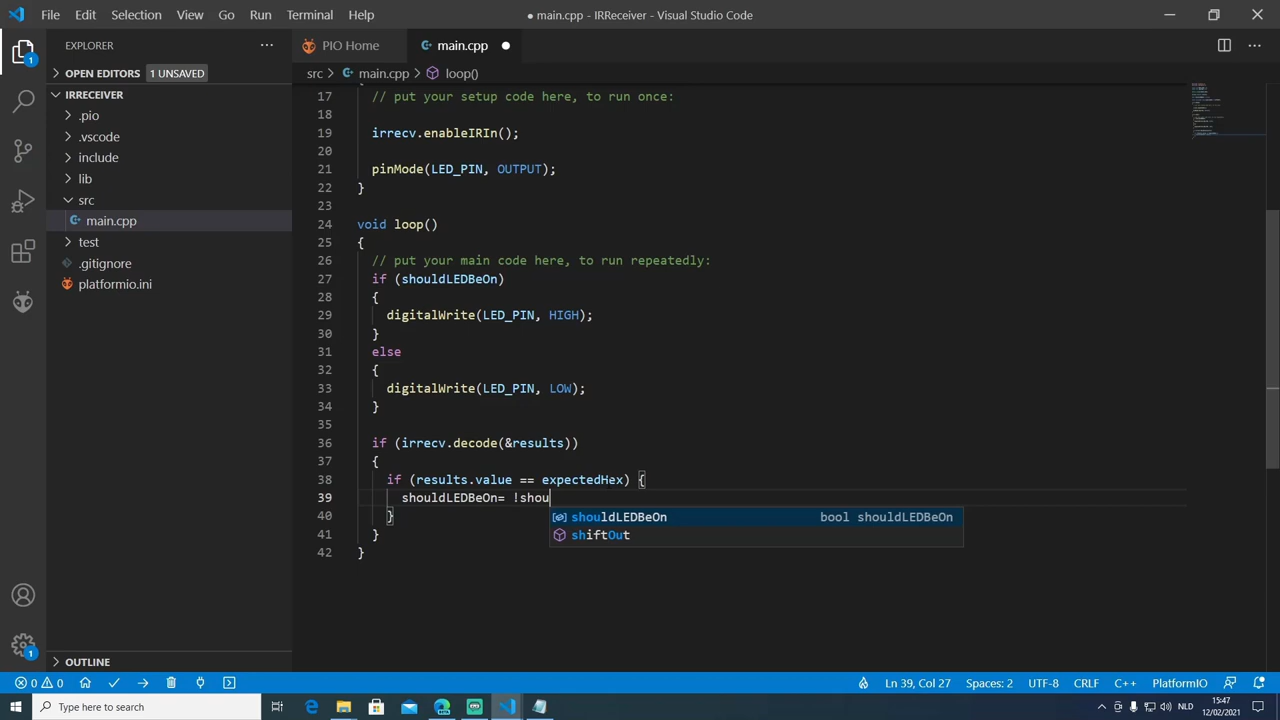 File Edit Selection View Go Run Terminal Help
● main.cpp - IRReceiver - Visual Studio Code
EXPLORER
PIO Home
main.cpp
OPEN EDITORS 1 UNSAVED
src > main.cpp > loop()
IRRECEIVER
.pio
.vscode
include
lib
src
main.cpp
test
.gitignore
platformio.ini
OUTLINE
1
1
17 // put your setup code here, to run once:
18
19 irrecv.enableIRIn();
20
21 pinMode(LED_PIN, OUTPUT);
22 }
23
24 void loop()
25 {
26 // put your main code here, to run repeatedly:
27 if (shouldLEDBeOn)
28 {
29 digitalWrite(LED_PIN, HIGH);
30 }
31 else
32 {
33 digitalWrite(LED_PIN, LOW);
34 }
35
36 if (irrecv.decode(&results))
37 {
38 if (results.value == expectedHex) {
39 shouldLEDBeOn= !shou
shouldLEDBeOn bool shouldLEDBeOn
shiftOut
40 }
41 }
42 }
0 0 Ln 39, Col 27 Spaces: 2 UTF-8 CRLF C++ PlatformIO
Type here to search
NLD
15:47
12/02/2021